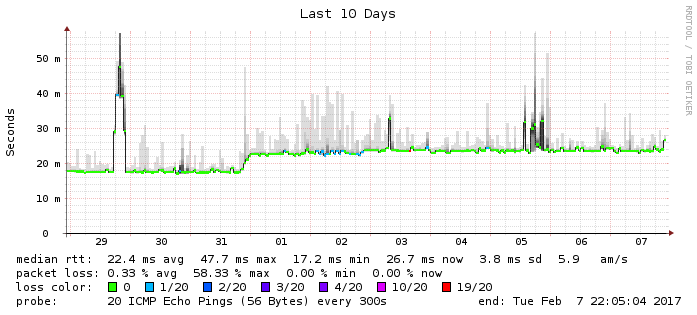 Last 10 Days
RRDTOOL / TOBI OETIKER
Seconds
50 m
40 m
30 m
20 m
10 m
0
29 30 31 01 02 03 04 05 06 07
median rtt: 22.4 ms avg 47.7 ms max 17.2 ms min 26.7 ms now 3.8 ms sd 5.9 am/s
packet loss: 0.33 % avg 58.33 % max 0.00 % min 0.00 % now
loss color: 0 1/20 2/20 3/20 4/20 10/20 19/20
probe: 20 ICMP Echo Pings (56 Bytes) every 300s end: Tue Feb 7 22:05:04 2017